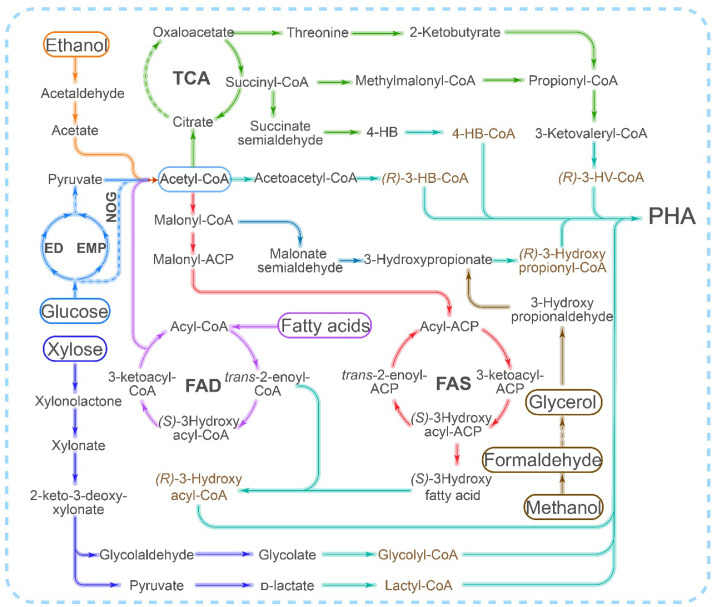 Oxaloacetate
Threonine
2-Ketobutyrate
Ethanol
TCA
Succinyl-CoA
Methylmalonyl-CoA
Propionyl-CoA
Acetaldehyde
Acetate
Citrate
Succinate
semialdehyde
4-HB
4-HB-CoA
3-Ketovaleryl-CoA
Pyruvate
NOG
Acetyl-CoA
Acetoacetyl-CoA
(R)-3-HB-CoA
(R)-3-HV-CoA
PHA
Malonyl-CoA
ED
EMP
Malonyl-ACP
Malonate
semialdehyde
3-Hydroxypropionate
(R)-3-Hydroxy
propionyl-CoA
Glucose
3-Hydroxy
propionaldehyde
Acyl-CoA
Fatty acids
Acyl-ACP
Xylose
3-ketoacyl-
CoA
FAD
trans-2-enoyl-
CoA
trans-2-enoyl-
ACP
FAS
3-ketoacyl-
ACP
Xylonolactone
(S)-3Hydroxy
acyl-CoA
(S)-3Hydroxy
acyl-ACP
Glycerol
Xylonate
Formaldehyde
(R)-3-Hydroxy
acyl-CoA
(S)-3Hydroxy
fatty acid
2-keto-3-deoxy-
xylonate
Methanol
Glycolaldehyde
Glycolate
Glycolyl-CoA
Pyruvate
D-lactate
Lactyl-CoA